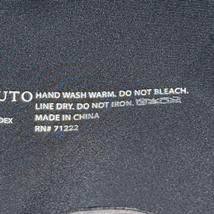 UTO HAND WASH WARM. DO NOT BLEACH.
LINE DRY. DO NOT IRON.
DEX MADE IN CHINA
RN# 71222